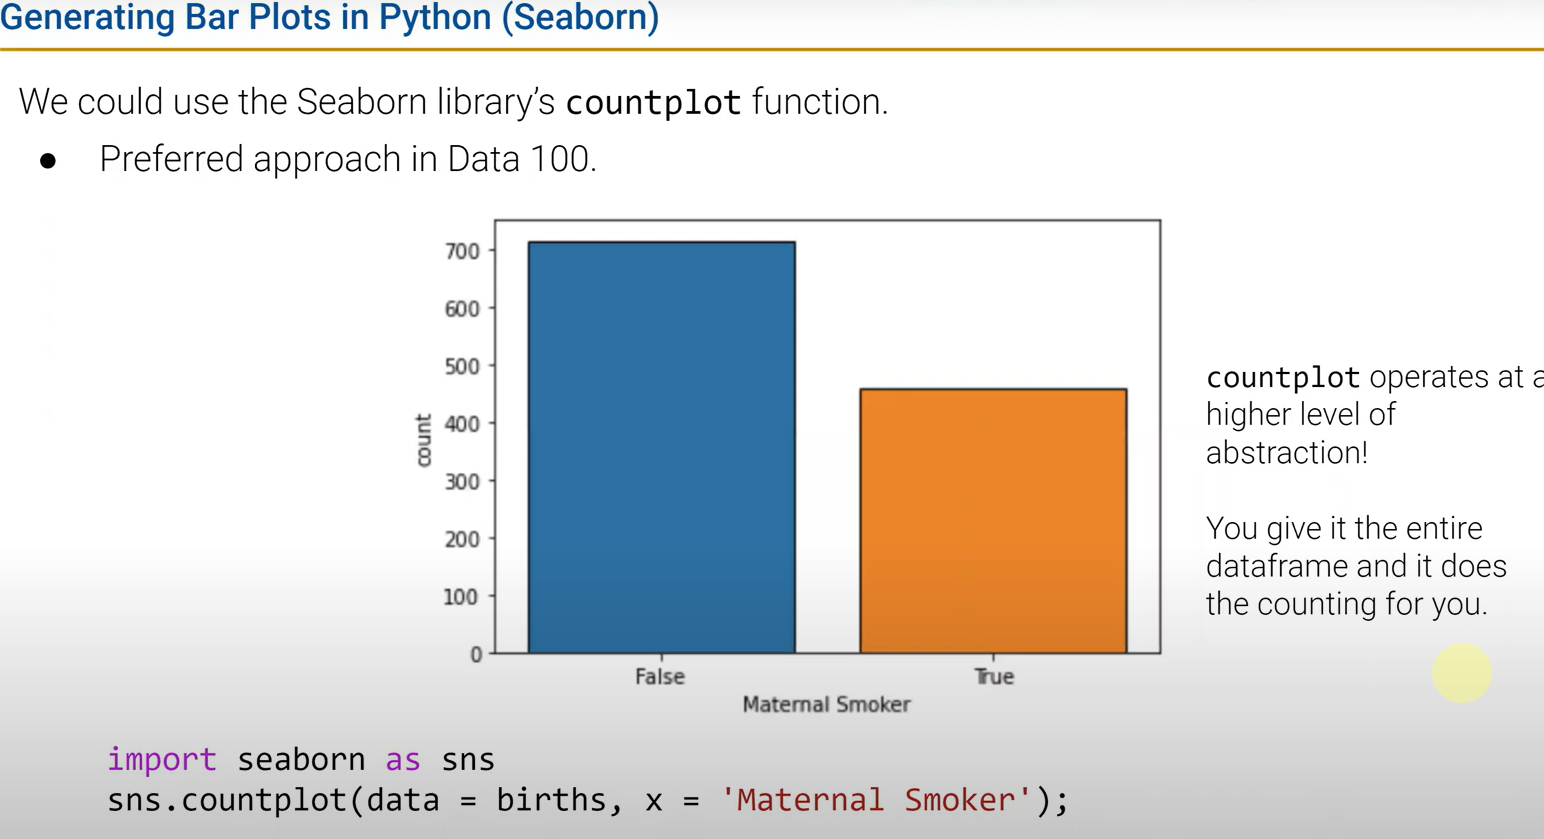 Generating Bar Plots in Python (Seaborn)
We could use the Seaborn library’s countplot function.
● Preferred approach in Data 100.
700
600
500
400
300
200
100
0
count
False True
Maternal Smoker
countplot operates at a
higher level of
abstraction!
You give it the entire
dataframe and it does
the counting for you.
import seaborn as sns
sns.countplot(data = births, x = 'Maternal Smoker');